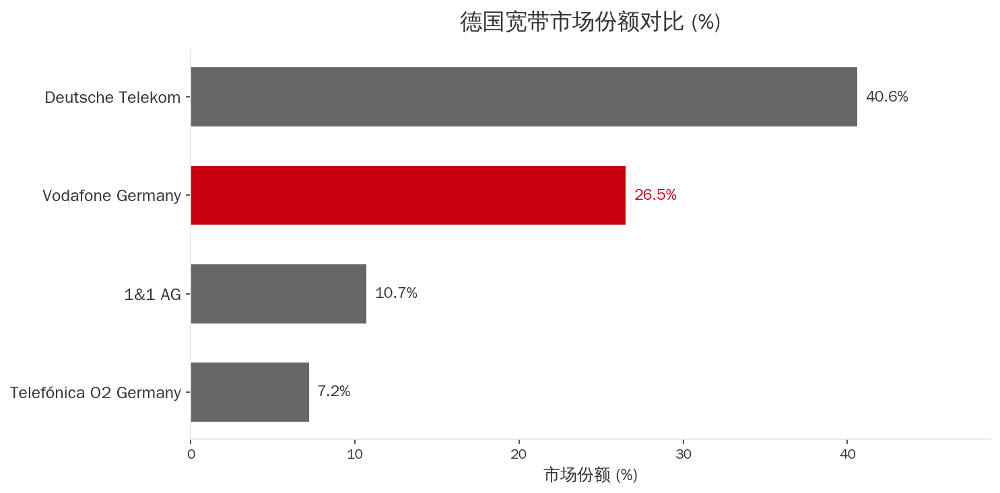 德国宽带市场份额对比 (%)
Deutsche Telekom
40.6%
Vodafone Germany
26.5%
1&1 AG
10.7%
Telefónica O2 Germany
7.2%
0 10 20 30 40
市场份额 (%)